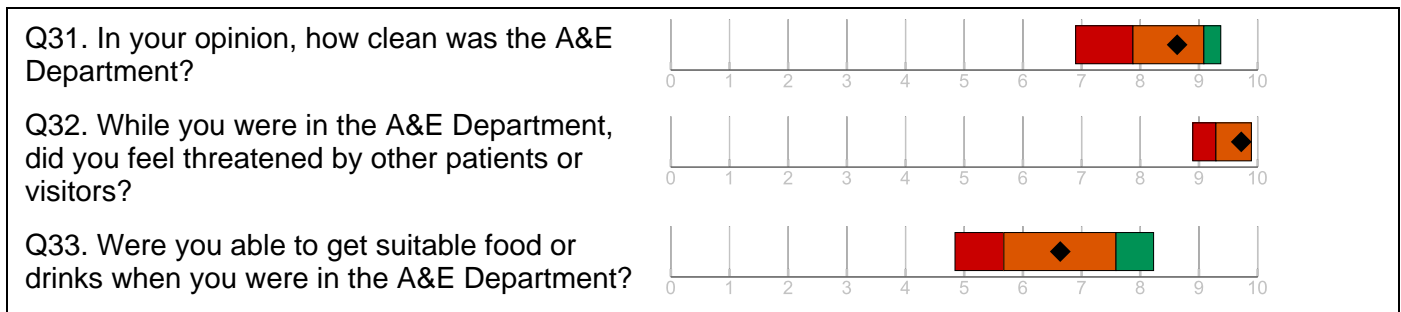 Q31. In your opinion, how clean was the A&E
Department?
0 1 2 3 4 5 6 7 8 9 10
Q32. While you were in the A&E Department,
did you feel threatened by other patients or
visitors?
0 1 2 3 4 5 6 7 8 9 10
Q33. Were you able to get suitable food or
drinks when you were in the A&E Department?
0 1 2 3 4 5 6 7 8 9 10